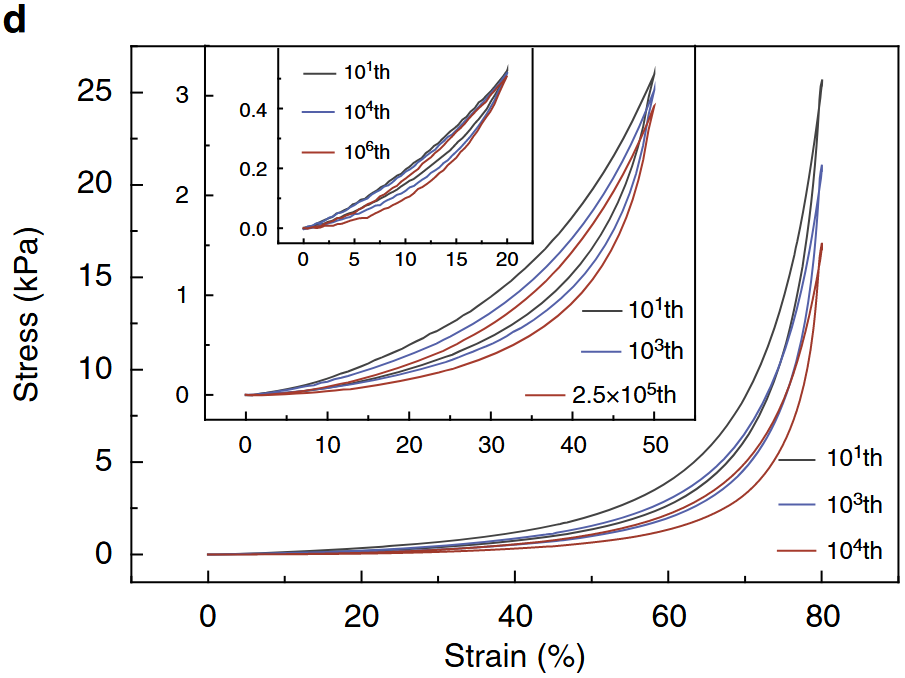 d
Stress (kPa)
25
20
15
10
5
0
3
2
1
0
0.4
0.2
0.0
10¹th
10⁴th
10⁶th
0 5 10 15 20
10¹th
10³th
2.5×10⁵th
0 10 20 30 40 50
10¹th
10³th
10⁴th
0 20 40 60 80
Strain (%)